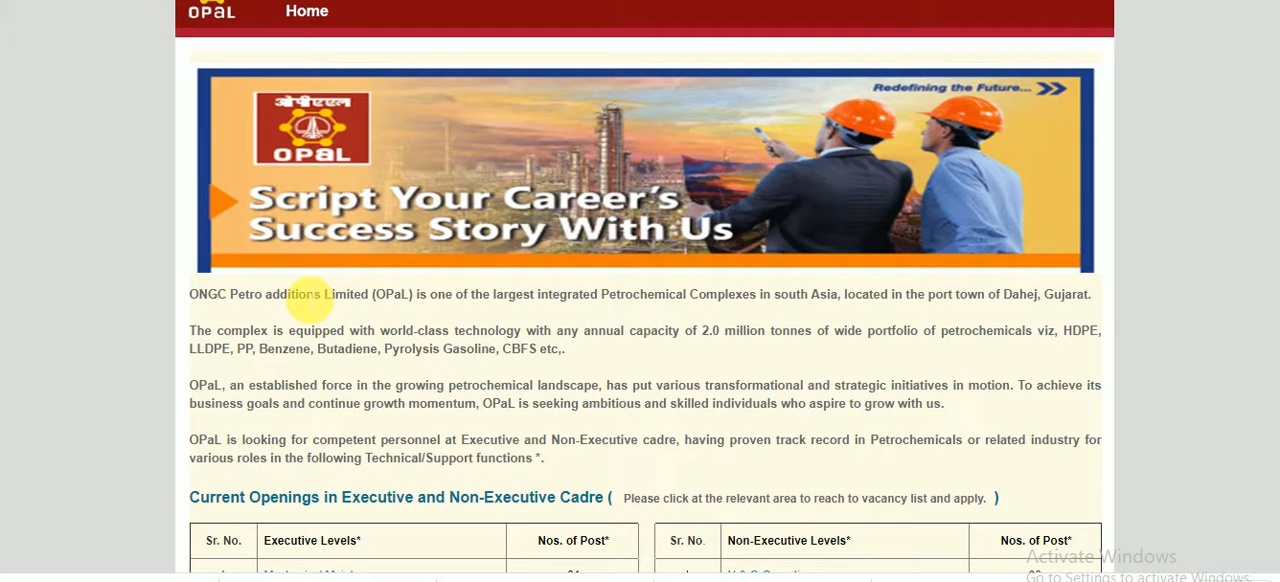 OPaL
Home
Redefining the Future...
ओपीएएल
OPaL
Script Your Career's
Success Story With Us
ONGC Petro additions Limited (OPaL) is one of the largest integrated Petrochemical Complexes in south Asia, located in the port town of Dahej, Gujarat.
The complex is equipped with world-class technology with any annual capacity of 2.0 million tonnes of wide portfolio of petrochemicals viz, HDPE,
LLDPE, PP, Benzene, Butadiene, Pyrolysis Gasoline, CBFS etc,.
OPaL, an established force in the growing petrochemical landscape, has put various transformational and strategic initiatives in motion. To achieve its
business goals and continue growth momentum, OPaL is seeking ambitious and skilled individuals who aspire to grow with us.
OPaL is looking for competent personnel at Executive and Non-Executive cadre, having proven track record in Petrochemicals or related industry for
various roles in the following Technical/Support functions *.
Current Openings in Executive and Non-Executive Cadre ( Please click at the relevant area to reach to vacancy list and apply. )
Sr. No. Executive Levels* Nos. of Post* Sr. No. Non-Executive Levels* Nos. of Post*
Activate Windows
Go to Settings to activate Windows.